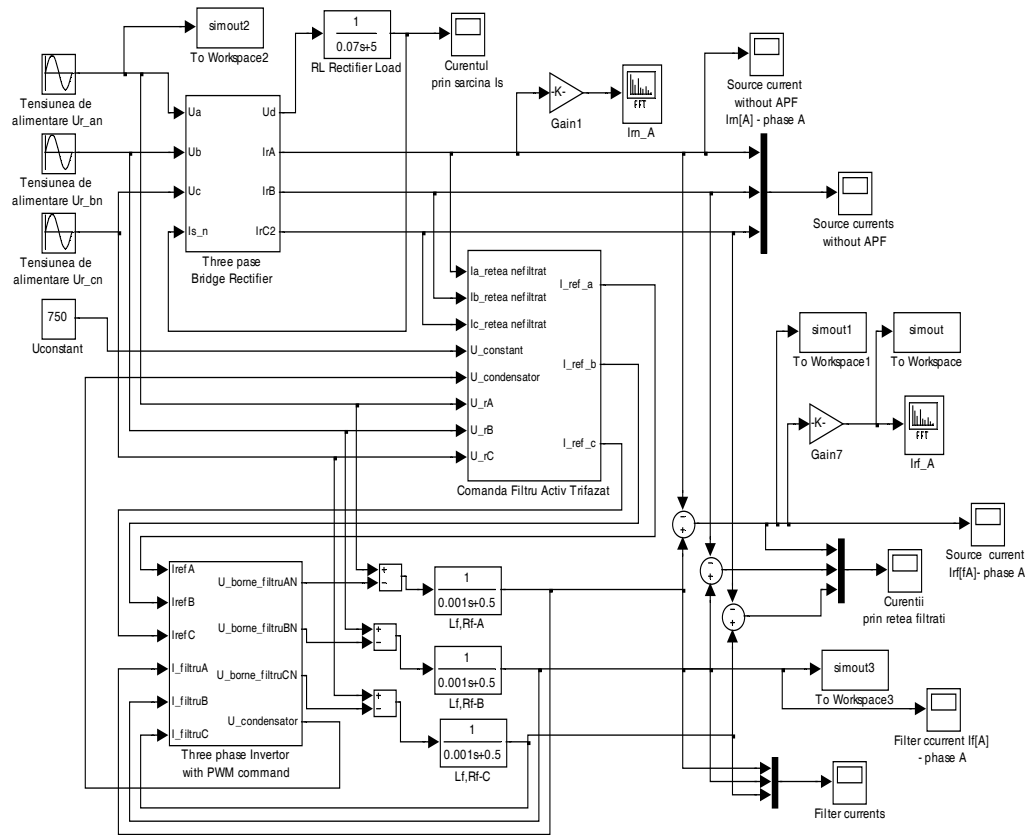 simout2
To Workspace2
1
0.07s+5
RL Rectifier Load
Curentul
prin sarcina Is
Tensiunea de
alimentare Ur_an
Tensiunea de
alimentare Ur_bn
Tensiunea de
alimentare Ur_cn
Ua
Ub
Uc
Is_n
Ud
IrA
IrB
IrC2
Three pase
Bridge Rectifier
-K-
Gain1
FFT
Irn_A
Source current
without APF
Irn[A] - phase A
Source currents
without APF
750
Uconstant
Ia_retea nefiltrat
Ib_retea nefiltrat
Ic_retea nefiltrat
U_constant
U_condensator
U_rA
U_rB
U_rC
I_ref_a
I_ref_b
I_ref_c
Comanda Filtru Activ Trifazat
simout1
To Workspace1
simout
To Workspace
-K-
Gain7
FFT
Irf_A
Source current
Irf[fA]- phase A
Curentii
prin retea filtrati
IrefA
IrefB
IrefC
I_filtruA
I_filtruB
I_filtruC
U_borne_filtruAN
U_borne_filtruBN
U_borne_filtruCN
U_condensator
Three phase Invertor
with PWM command
1
0.001s+0.5
Lf,Rf-A
1
0.001s+0.5
Lf,Rf-B
1
0.001s+0.5
Lf,Rf-C
simout3
To Workspace3
Filter ccurrent If[A]
- phase A
Filter currents